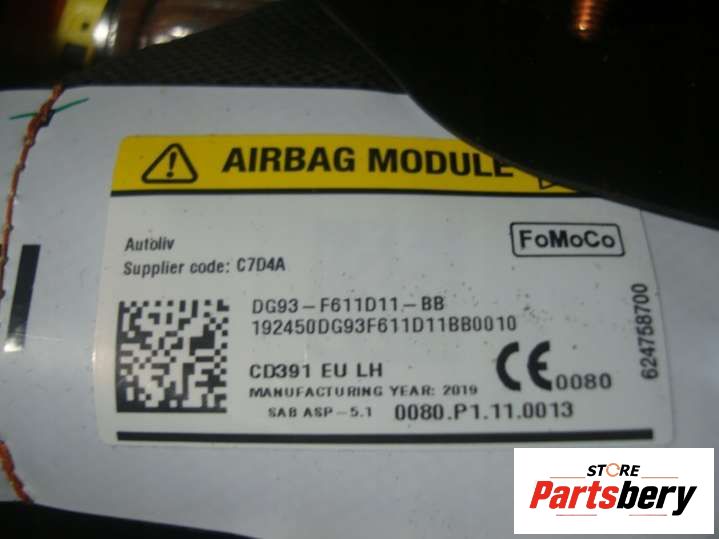 AIRBAG MODULE
FoMoCo
Autoliv
Supplier code: C7D4A
DG93-F611D11-BB
192450DG93F611D11BB0010
CD391 EU LH
CE 0080
MANUFACTURING YEAR: 2019
SAB ASP-5.1 0080.P1.11.0013
624758700
STORE
Partsbery